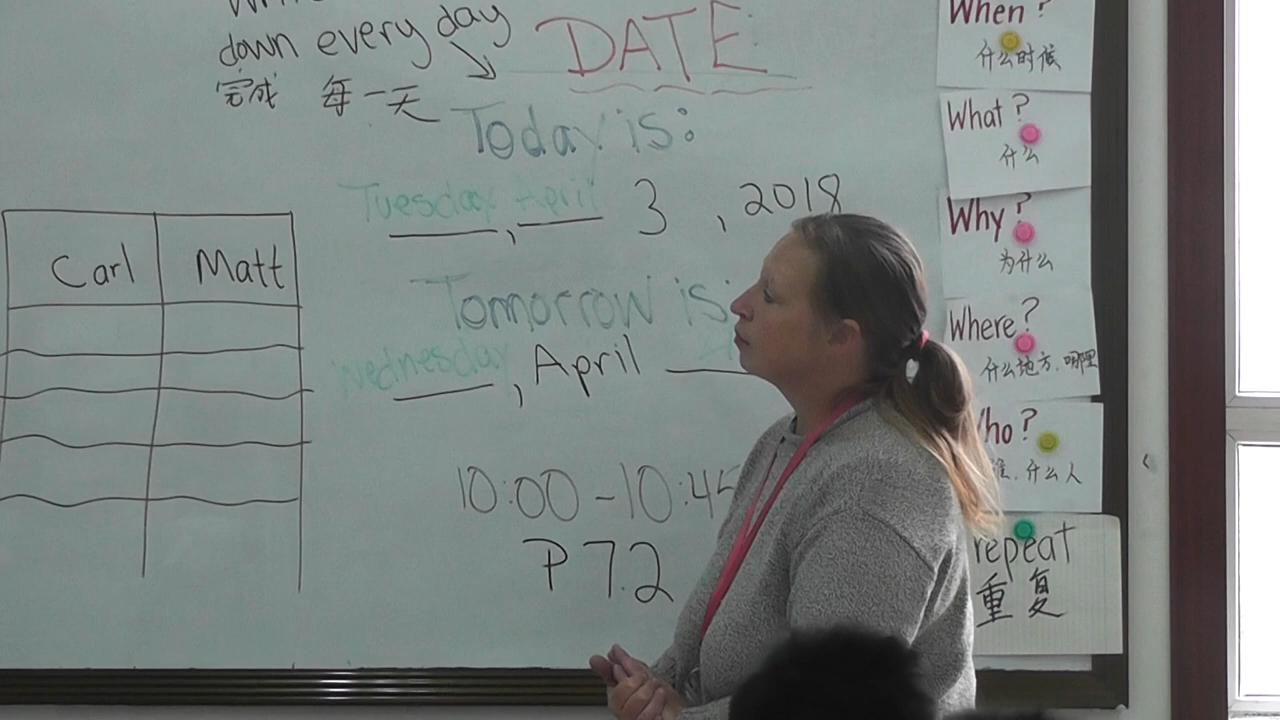 down every day
完成 每一天
DATE
Today is:
Tuesday, April 3, 2018
Tomorrow is:
Wednesday, April
10:00-10:45
P 7.2
Carl Matt
When?
什么时候
What?
什么
Why?
为什么
Where?
什么地方.哪里
谁.什么人
repeat
重复